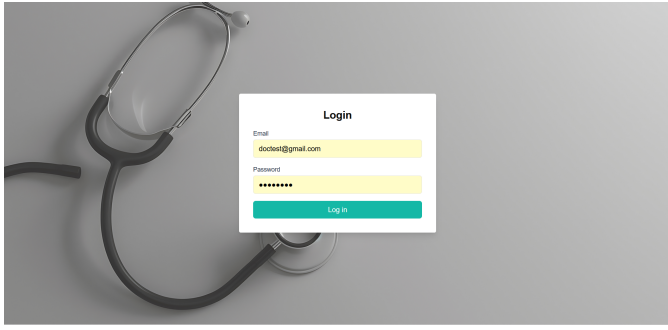 Login
Email
doctest@gmail.com
Password
••••••••
Log in